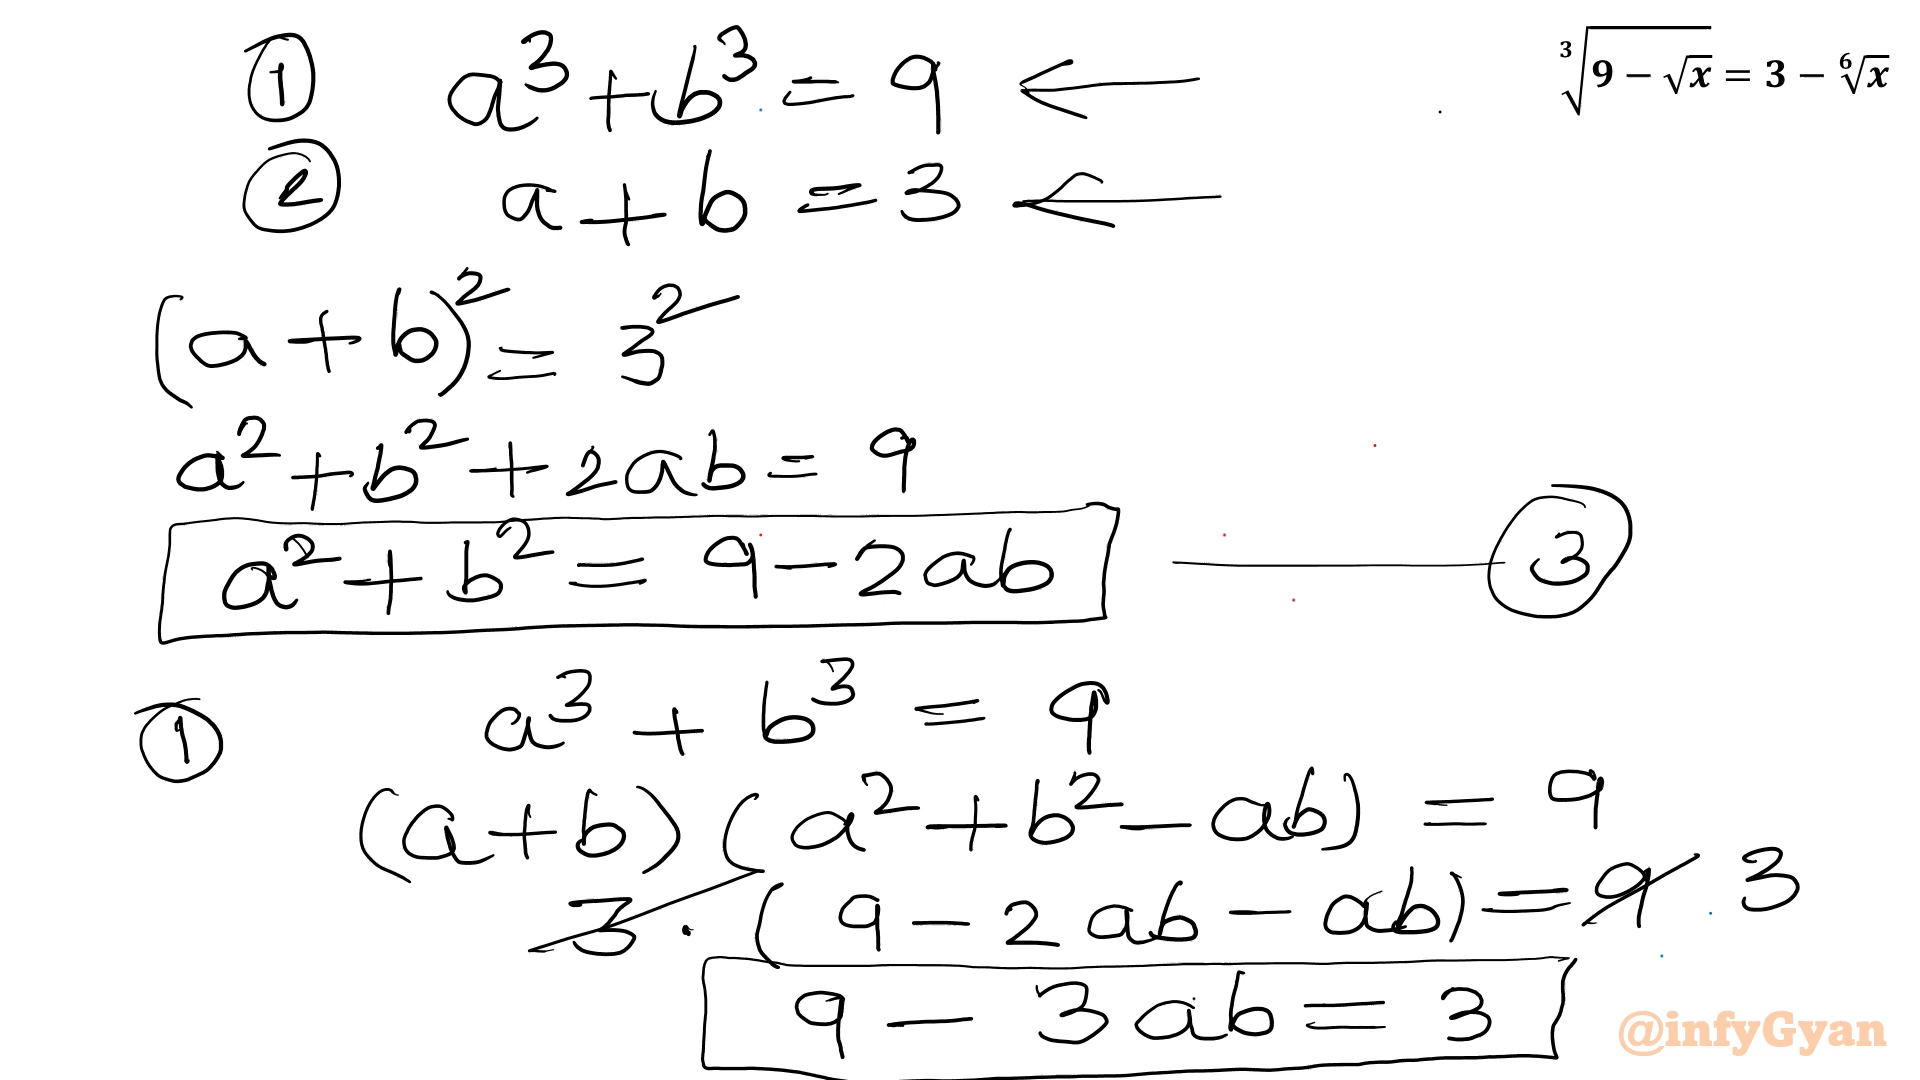 ① a³ + b³ = 9 ←
∛(9 − √x) = 3 − ⁶√x
② a + b = 3 ←
(a + b)² = 3²
a² + b² + 2ab = 9
a² + b² = 9 − 2ab —— ③
① a³ + b³ = 9
(a + b) (a² + b² − ab) = 9
3 · (9 − 2ab − ab) = 9 3
9 − 3ab = 3
@infyGyan